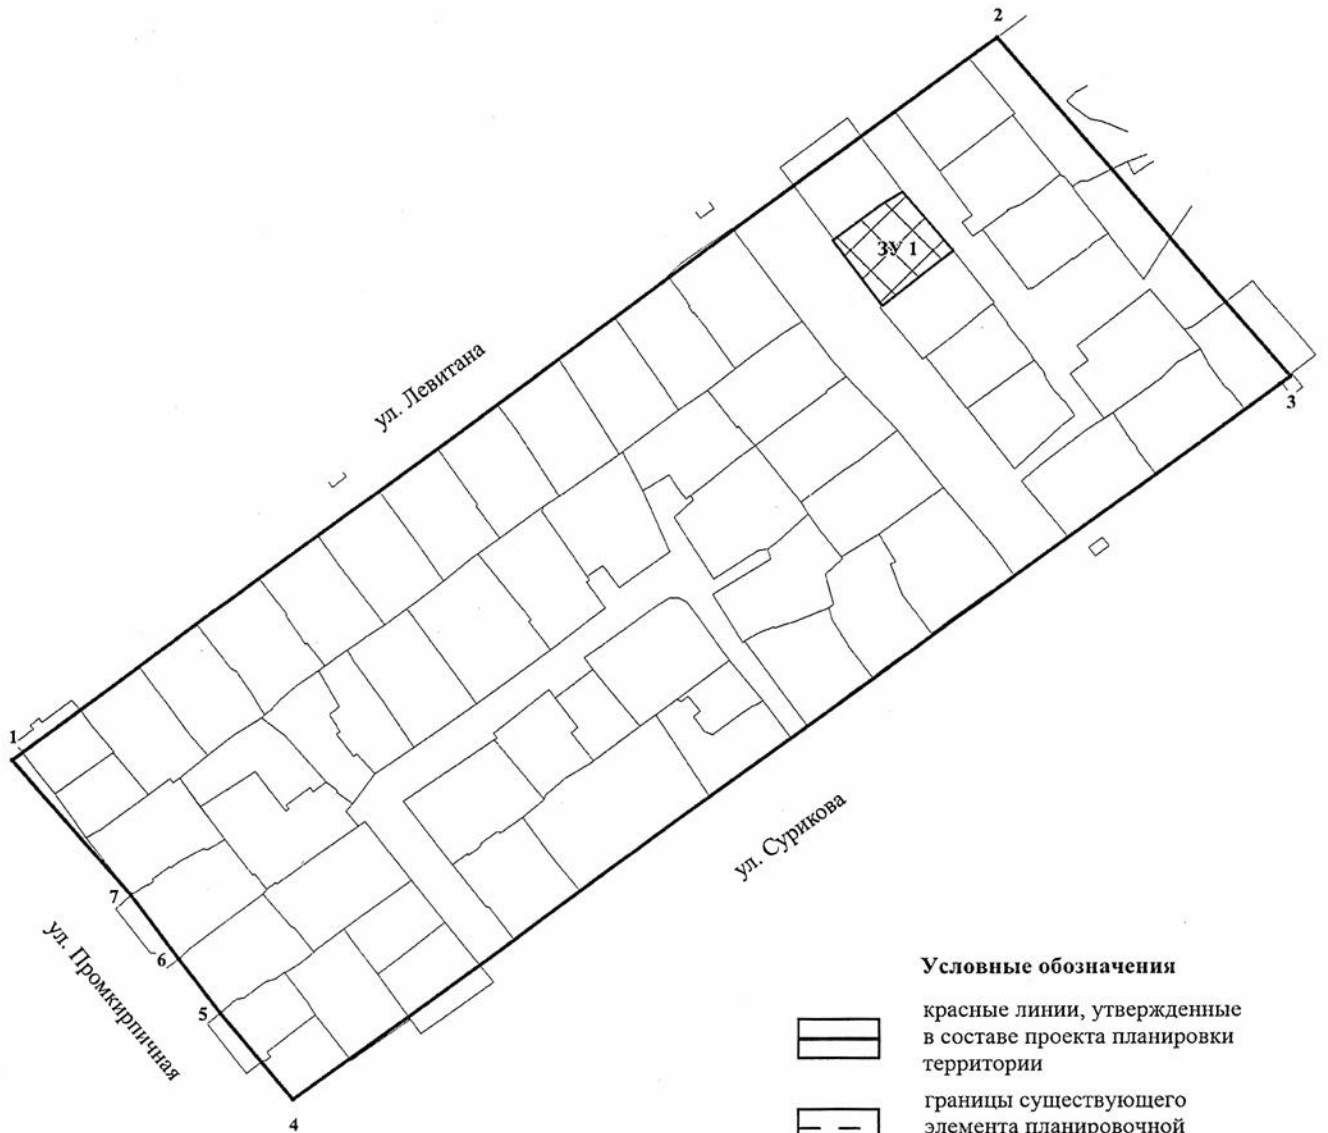 2
ЗУ 1
ул. Левитана
3
1
ул. Сурикова
7
6
ул. Промкирпичная
5
4
Условные обозначения
красные линии, утвержденные
в составе проекта планировки
территории
границы существующего
элемента планировочной